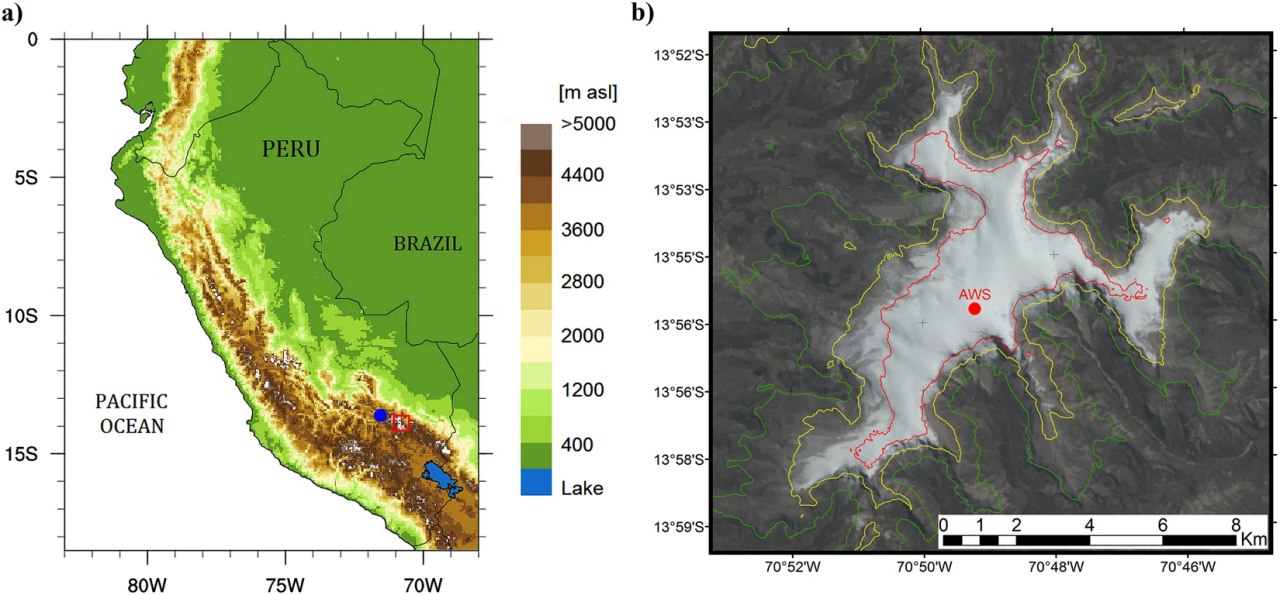 a)
0
5S
10S
15S
80W
75W
70W
PERU
BRAZIL
PACIFIC
OCEAN
[m asl]
>5000
4400
3600
2800
2000
1200
400
Lake
b)
13°52'S
13°53'S
13°53'S
13°55'S
13°56'S
13°56'S
13°58'S
13°59'S
AWS
0 1 2 4 6 8
Km
70°52'W
70°50'W
70°48'W
70°46'W